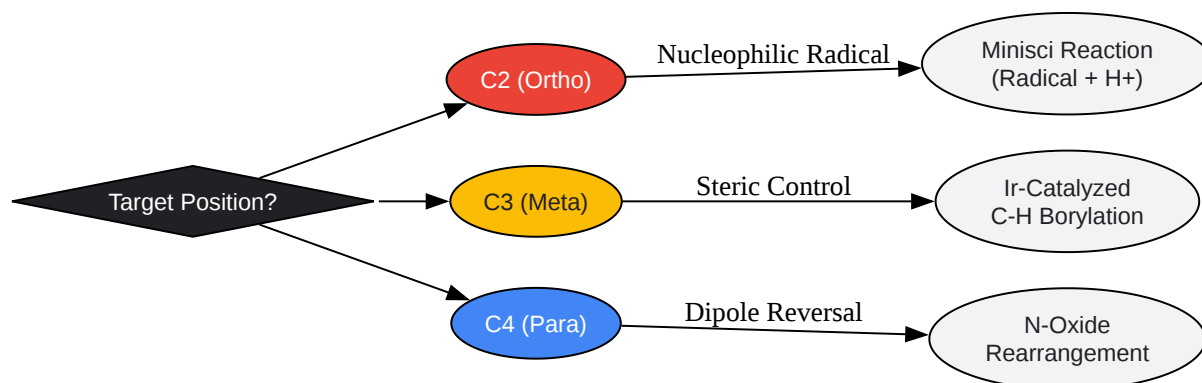 Target Position?
C2 (Ortho)
Nucleophilic Radical
Minisci Reaction
(Radical + H+)
C3 (Meta)
Steric Control
Ir-Catalyzed
C-H Borylation
C4 (Para)
Dipole Reversal
N-Oxide
Rearrangement